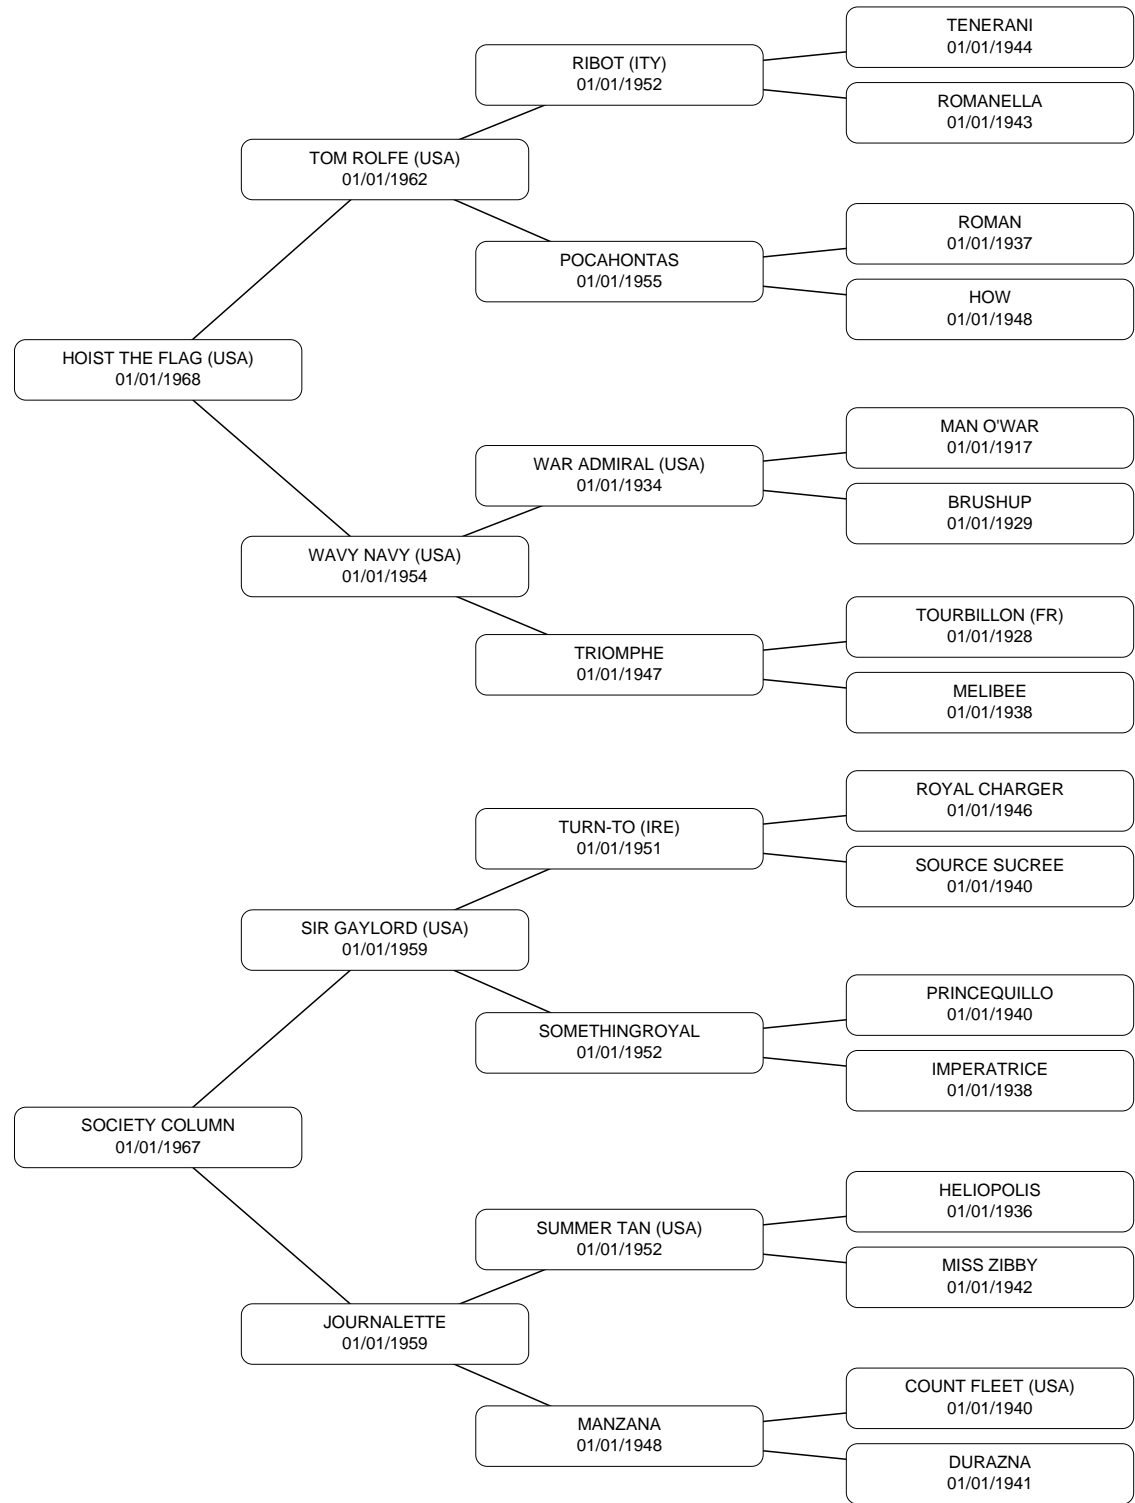 TENERANI
01/01/1944
RIBOT (ITY)
01/01/1952
ROMANELLA
01/01/1943
TOM ROLFE (USA)
01/01/1962
ROMAN
01/01/1937
POCAHONTAS
01/01/1955
HOW
01/01/1948
HOIST THE FLAG (USA)
01/01/1968
MAN O'WAR
01/01/1917
WAR ADMIRAL (USA)
01/01/1934
BRUSHUP
01/01/1929
WAVY NAVY (USA)
01/01/1954
TOURBILLON (FR)
01/01/1928
TRIOMPHE
01/01/1947
MELIBEE
01/01/1938
ROYAL CHARGER
01/01/1946
TURN-TO (IRE)
01/01/1951
SOURCE SUCREE
01/01/1940
SIR GAYLORD (USA)
01/01/1959
PRINCEQUILLO
01/01/1940
SOMETHINGROYAL
01/01/1952
IMPERATRICE
01/01/1938
SOCIETY COLUMN
01/01/1967
HELIOPOLIS
01/01/1936
SUMMER TAN (USA)
01/01/1952
MISS ZIBBY
01/01/1942
JOURNALETTE
01/01/1959
COUNT FLEET (USA)
01/01/1940
MANZANA
01/01/1948
DURAZNA
01/01/1941